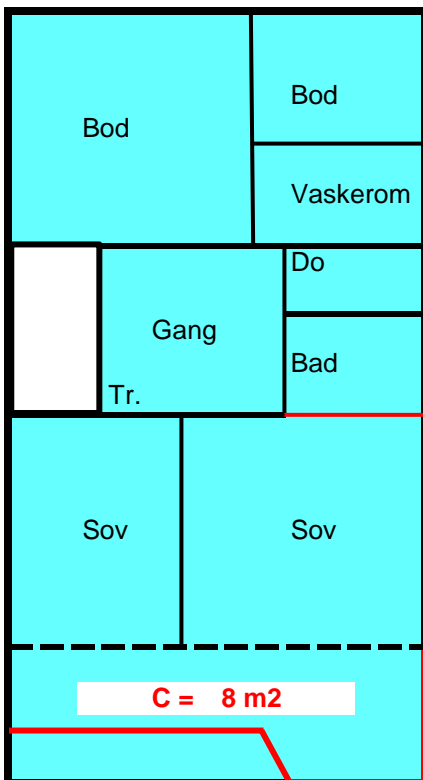 Bod
Bod
Vaskerom
Do
Gang
Bad
Tr.
Sov
Sov
C = 8 m2